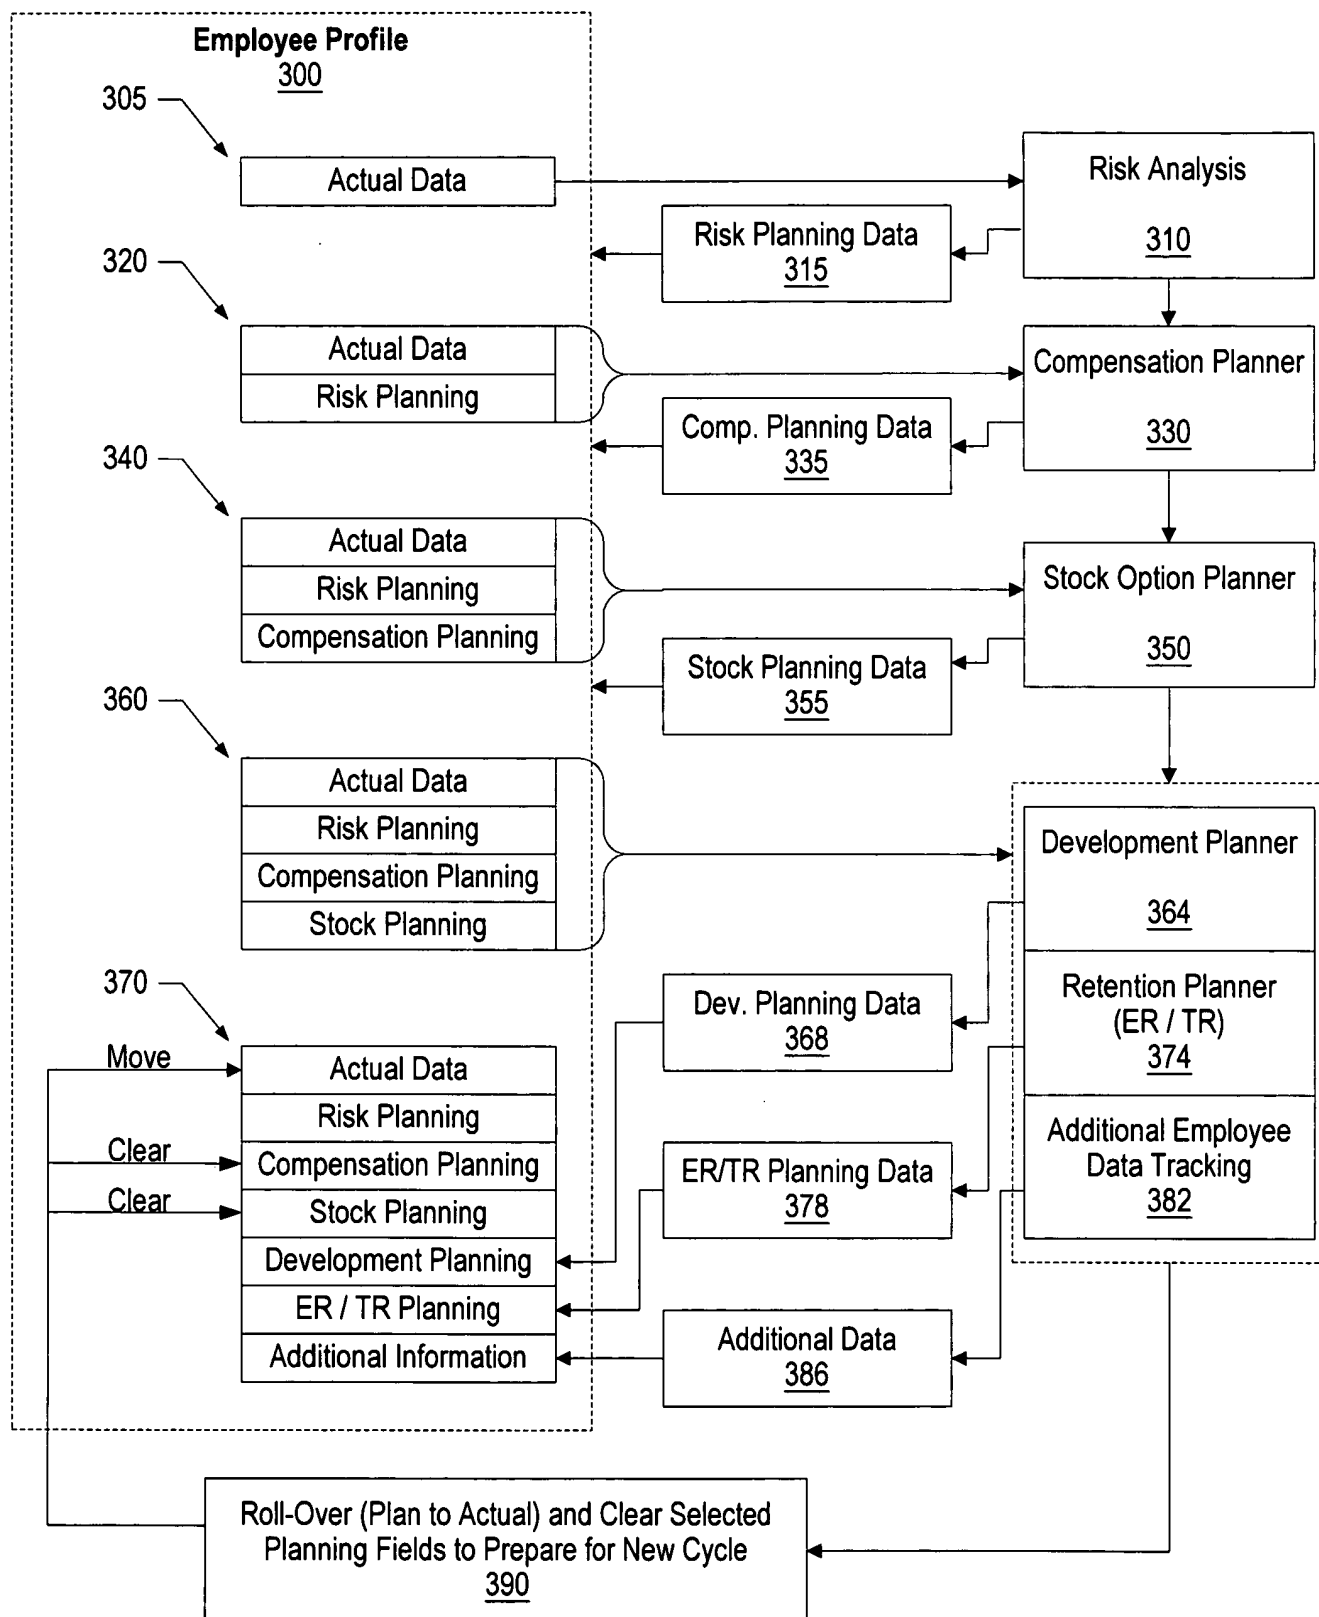 Employee Profile
300
305
Actual Data
Risk Analysis
310
Risk Planning Data
315
320
Actual Data
Risk Planning
Compensation Planner
330
Comp. Planning Data
335
340
Actual Data
Risk Planning
Compensation Planning
Stock Option Planner
350
Stock Planning Data
355
360
Actual Data
Risk Planning
Compensation Planning
Stock Planning
Development Planner
364
Retention Planner
(ER / TR)
374
Additional Employee
Data Tracking
382
Dev. Planning Data
368
ER/TR Planning Data
378
Additional Data
386
370
Move
Clear
Clear
Actual Data
Risk Planning
Compensation Planning
Stock Planning
Development Planning
ER / TR Planning
Additional Information
Roll-Over (Plan to Actual) and Clear Selected
Planning Fields to Prepare for New Cycle
390